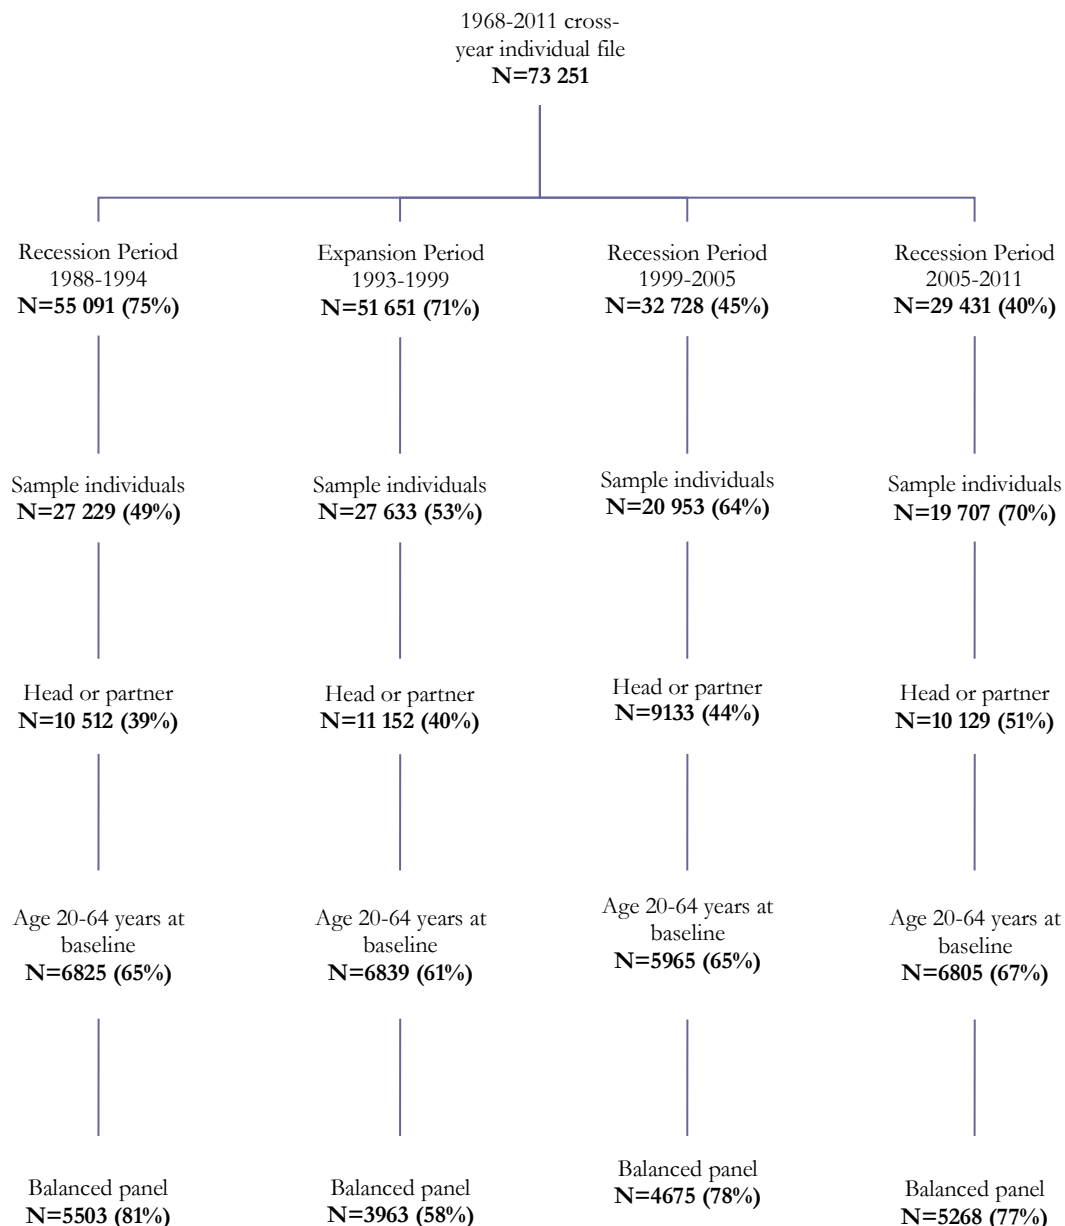 1968-2011 cross-
year individual file
N=73 251
Recession Period
1988-1994
N=55 091 (75%)
Expansion Period
1993-1999
N=51 651 (71%)
Recession Period
1999-2005
N=32 728 (45%)
Recession Period
2005-2011
N=29 431 (40%)
Sample individuals
N=27 229 (49%)
Sample individuals
N=27 633 (53%)
Sample individuals
N=20 953 (64%)
Sample individuals
N=19 707 (70%)
Head or partner
N=10 512 (39%)
Head or partner
N=11 152 (40%)
Head or partner
N=9133 (44%)
Head or partner
N=10 129 (51%)
Age 20-64 years at
baseline
N=6825 (65%)
Age 20-64 years at
baseline
N=6839 (61%)
Age 20-64 years at
baseline
N=5965 (65%)
Age 20-64 years at
baseline
N=6805 (67%)
Balanced panel
N=5503 (81%)
Balanced panel
N=3963 (58%)
Balanced panel
N=4675 (78%)
Balanced panel
N=5268 (77%)